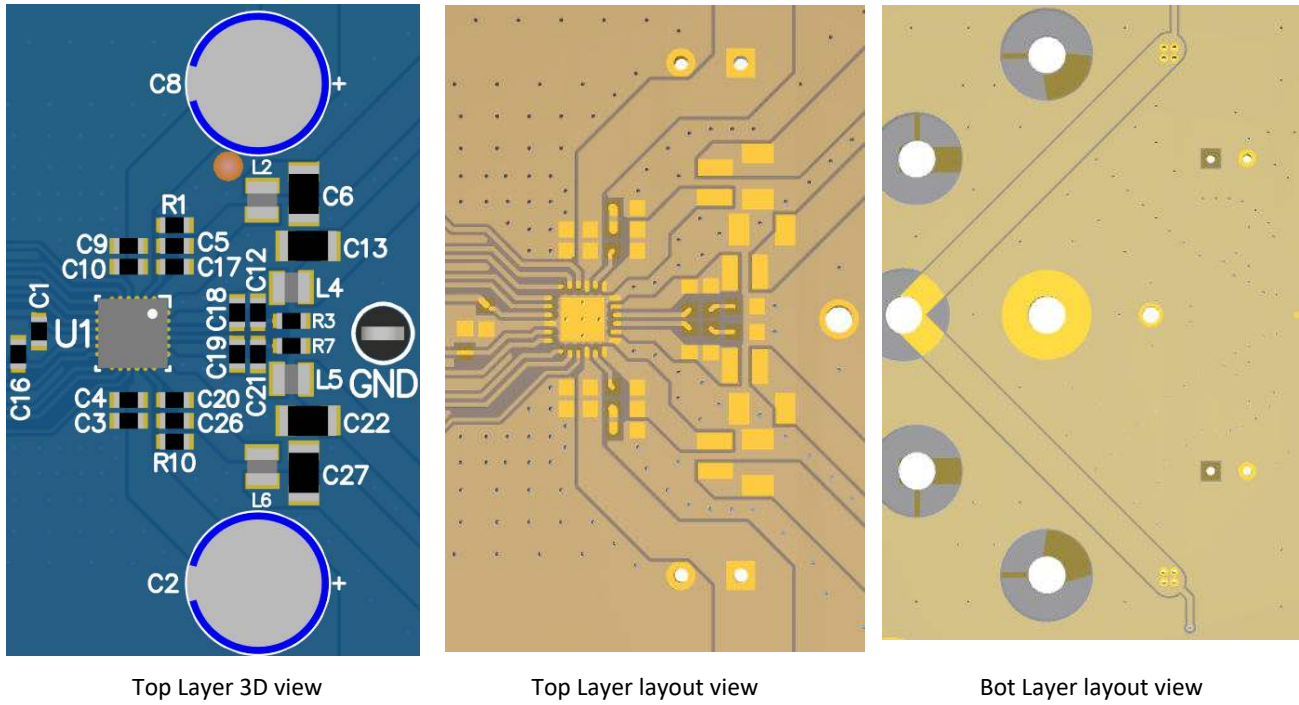 C8
+
L2
C6
R1
C9
C5
C13
C10
C17
C12
L4
C1
C18
R3
U1
R7
C19
GND
C16
C21
L5
C4
C20
C22
C3
C26
R10
C27
L6
C2
+
Top Layer 3D view
Top Layer layout view
Bot Layer layout view